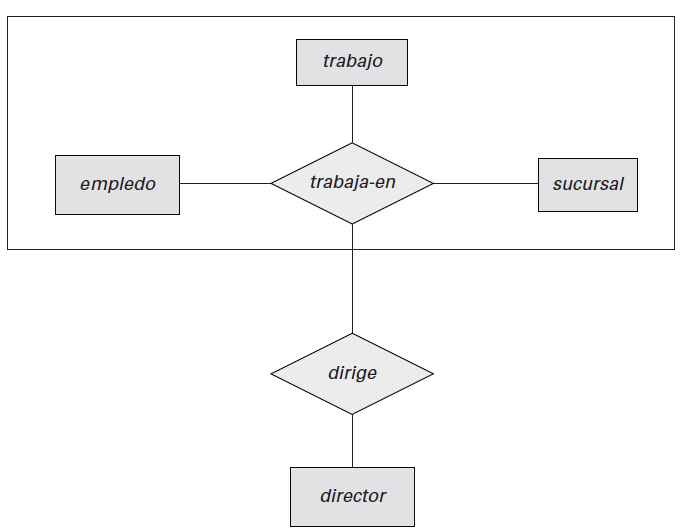 trabajo
empledo
trabaja-en
sucursal
dirige
director